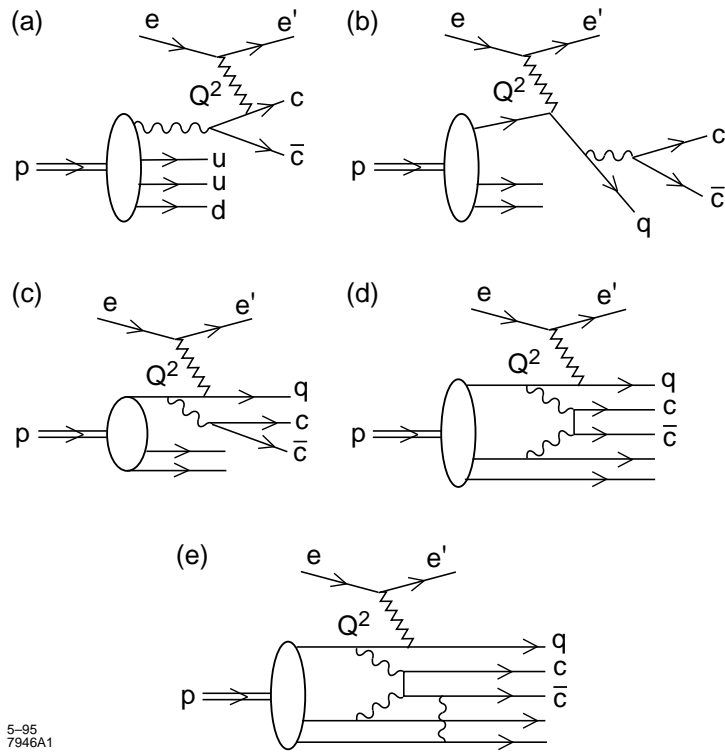 (a)
e
e'
Q²
c
c̅
p
u
u
d
(b)
e
e'
Q²
c
c̅
p
q
(c)
e
e'
Q²
q
c
c̅
p
(d)
e
e'
Q²
q
c
c̅
p
(e)
e
e'
Q²
q
c
c̅
p
5–95
7946A1